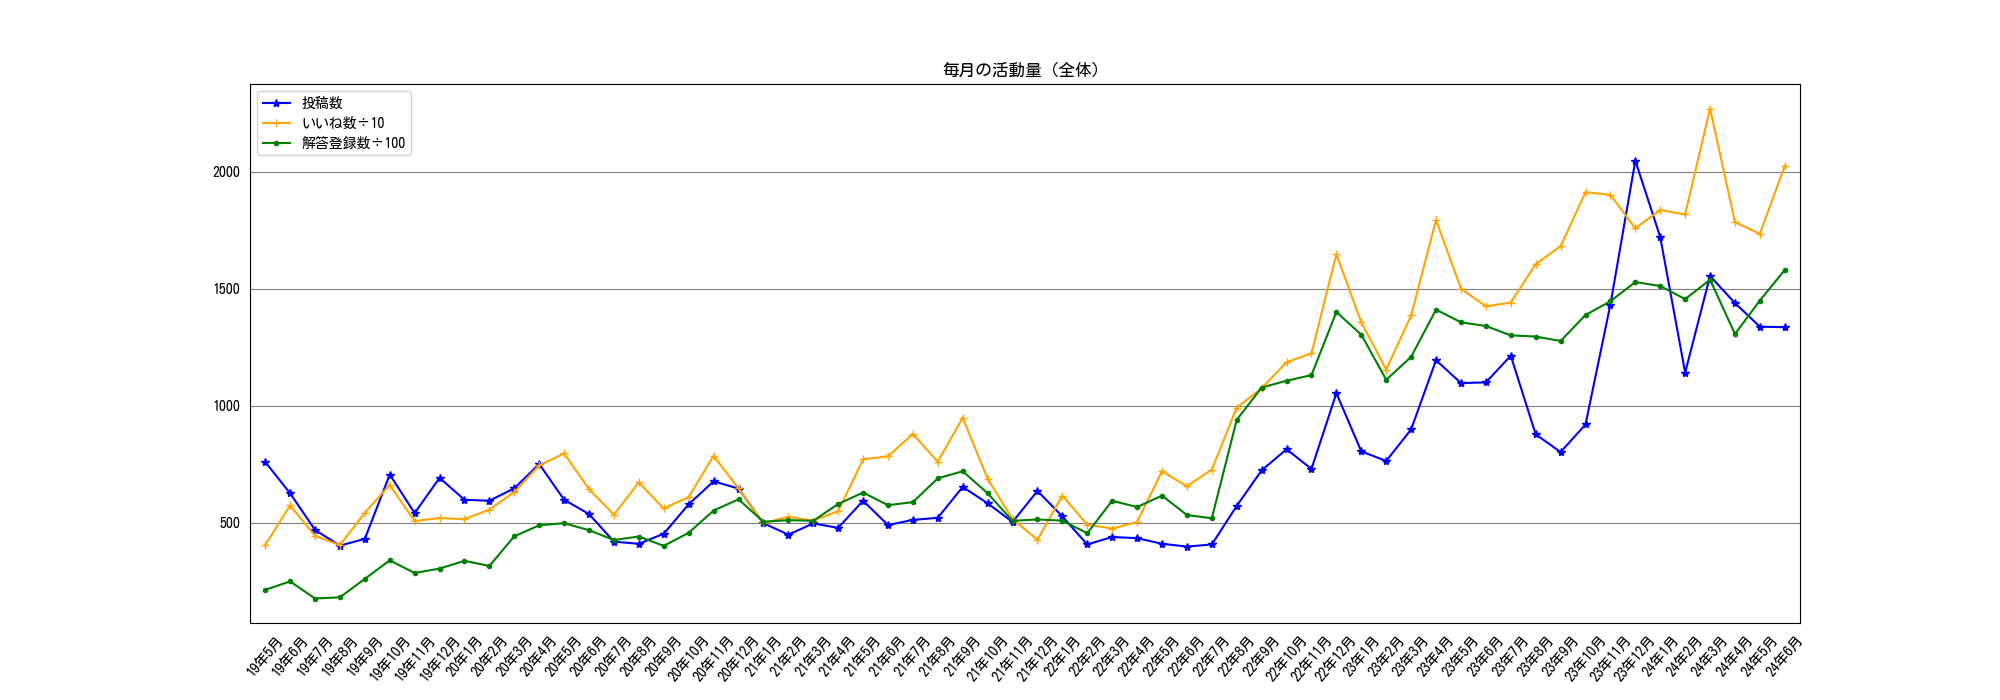 毎月の活動量（全体）
投稿数
いいね数÷10
解答登録数÷100
2000
1500
1000
500
19年5月
19年6月
19年7月
19年8月
19年9月
19年10月
19年11月
19年12月
20年1月
20年2月
20年3月
20年4月
20年5月
20年6月
20年7月
20年8月
20年9月
20年10月
20年11月
20年12月
21年1月
21年2月
21年3月
21年4月
21年5月
21年6月
21年7月
21年8月
21年9月
21年10月
21年11月
21年12月
22年1月
22年2月
22年3月
22年4月
22年5月
22年6月
22年7月
22年8月
22年9月
22年10月
22年11月
22年12月
23年1月
23年2月
23年3月
23年4月
23年5月
23年6月
23年7月
23年8月
23年9月
23年10月
23年11月
23年12月
24年1月
24年2月
24年3月
24年4月
24年5月
24年6月